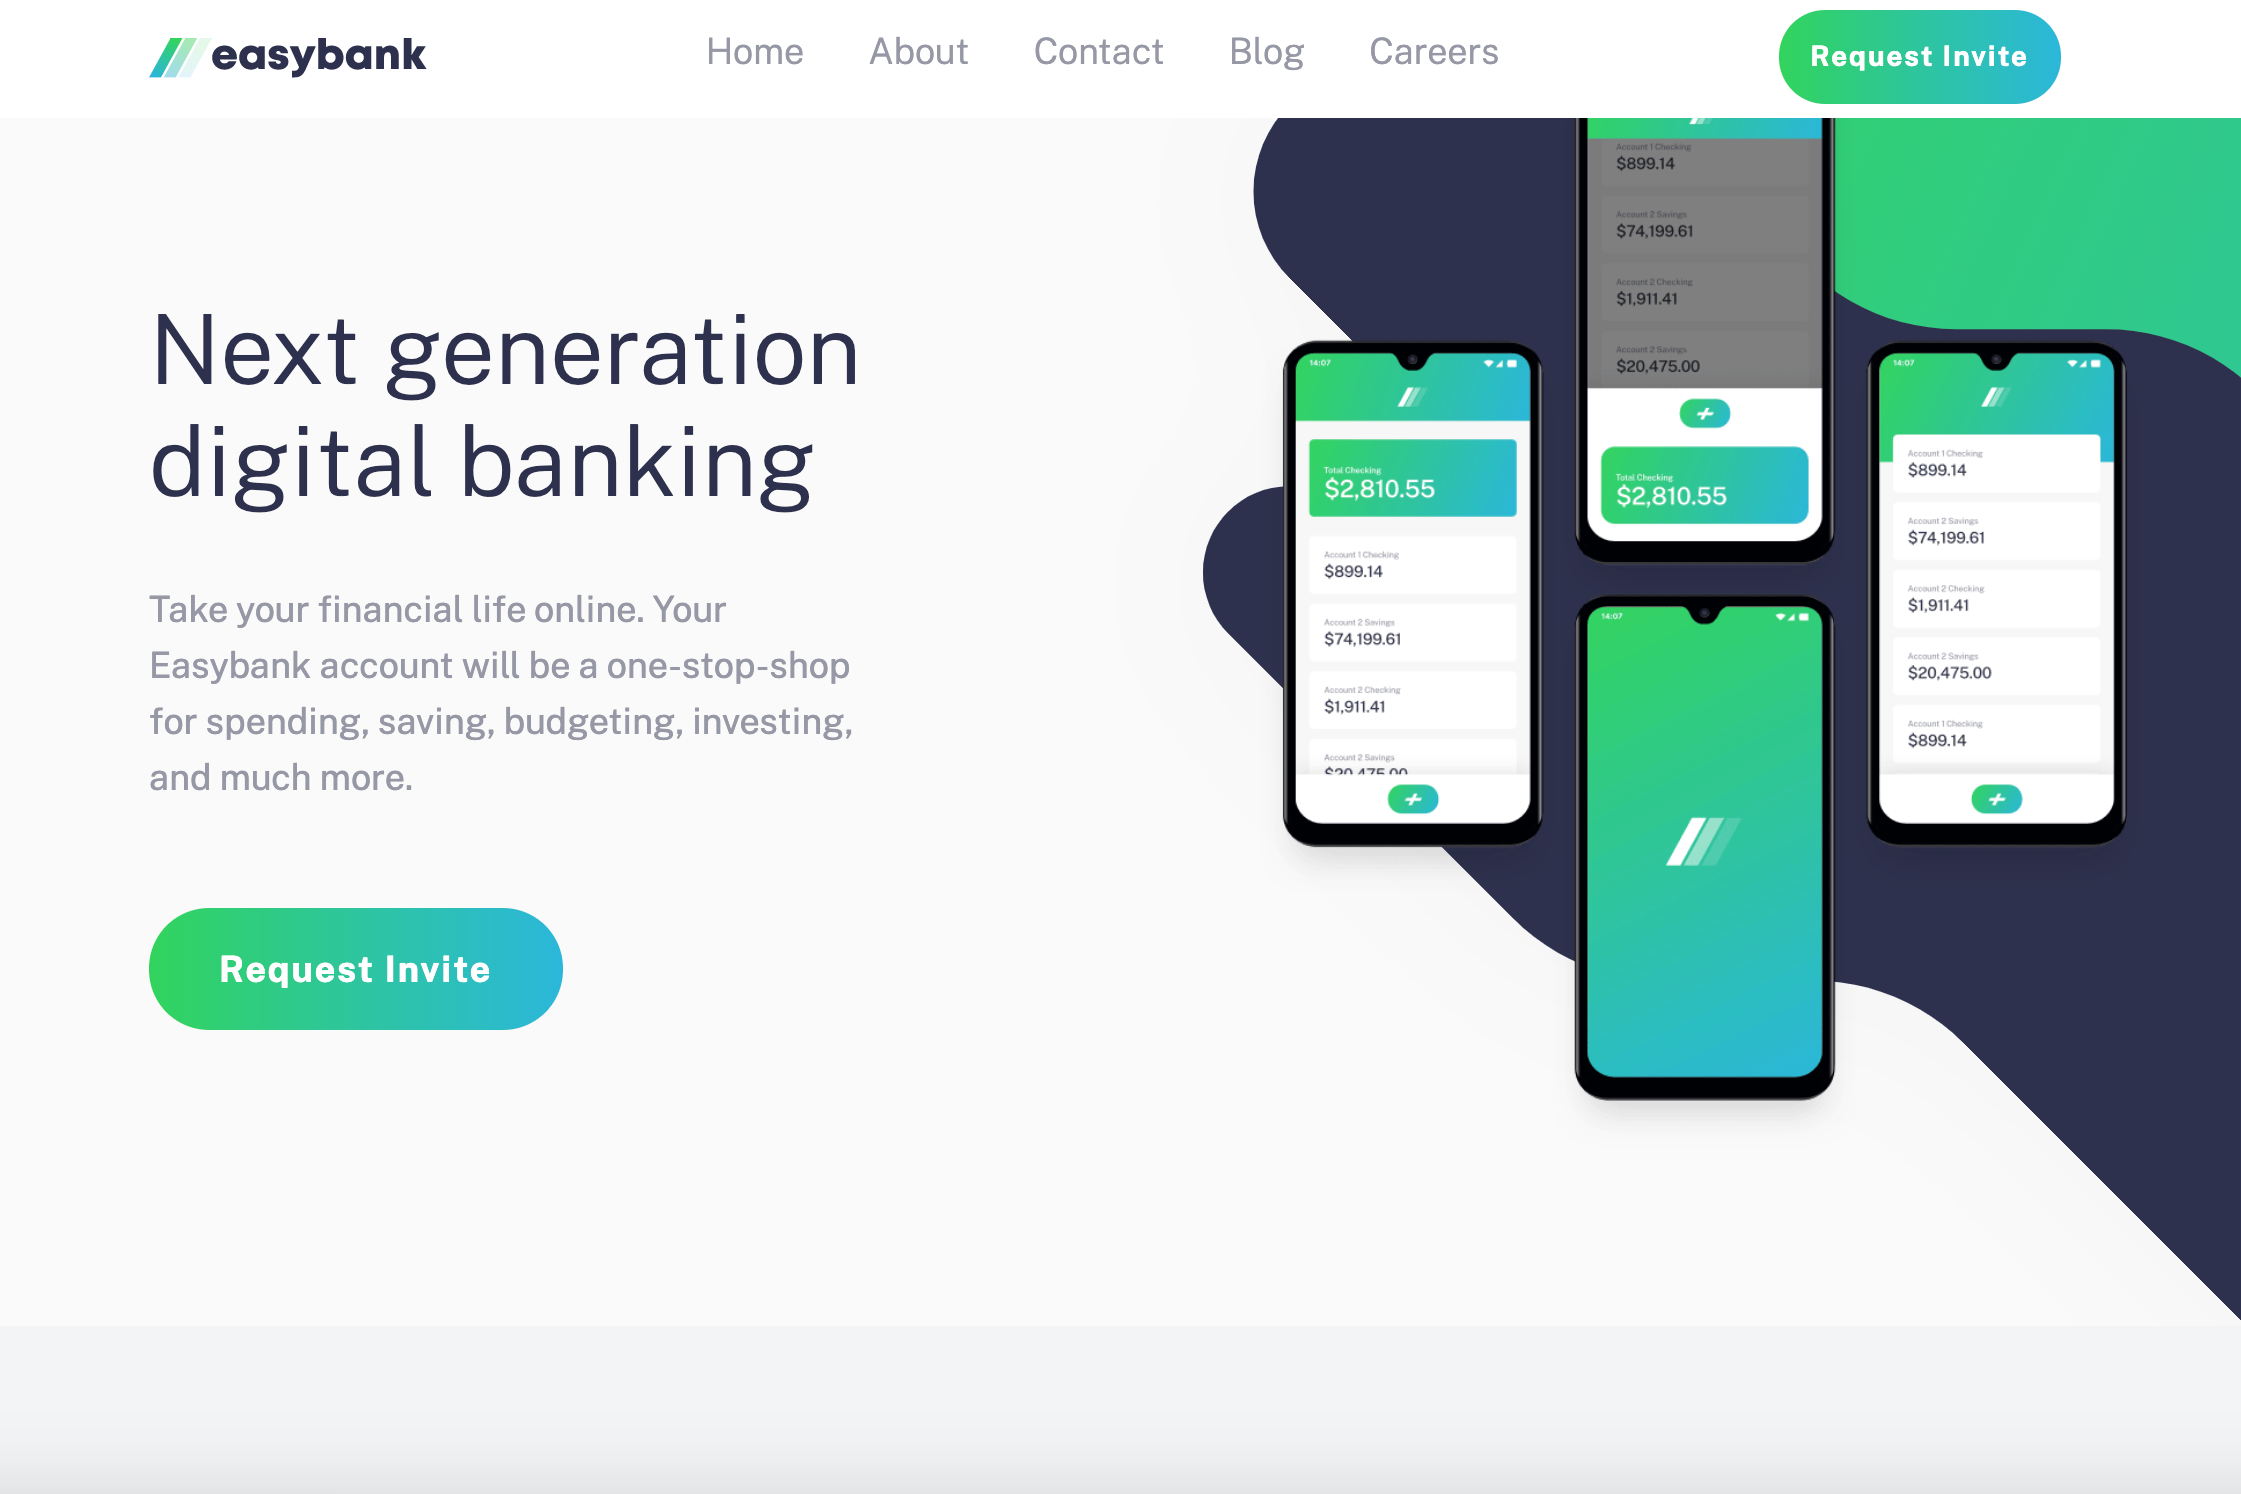 easybank
Home About Contact Blog Careers
Request Invite
Next generation
digital banking
Take your financial life online. Your
Easybank account will be a one-stop-shop
for spending, saving, budgeting, investing,
and much more.
Request Invite
Account 1 Checking
$899.14
Account 2 Savings
$74,199.61
Account 2 Checking
$1,911.41
Account 2 Savings
$20,475.00
Total Checking
$2,810.55
14:07
Total Checking
$2,810.55
Account 1 Checking
$899.14
Account 2 Savings
$74,199.61
Account 2 Checking
$1,911.41
Account 2 Savings
$20,475.00
14:07
14:07
Account 1 Checking
$899.14
Account 2 Savings
$74,199.61
Account 2 Checking
$1,911.41
Account 2 Savings
$20,475.00
Account 1 Checking
$899.14